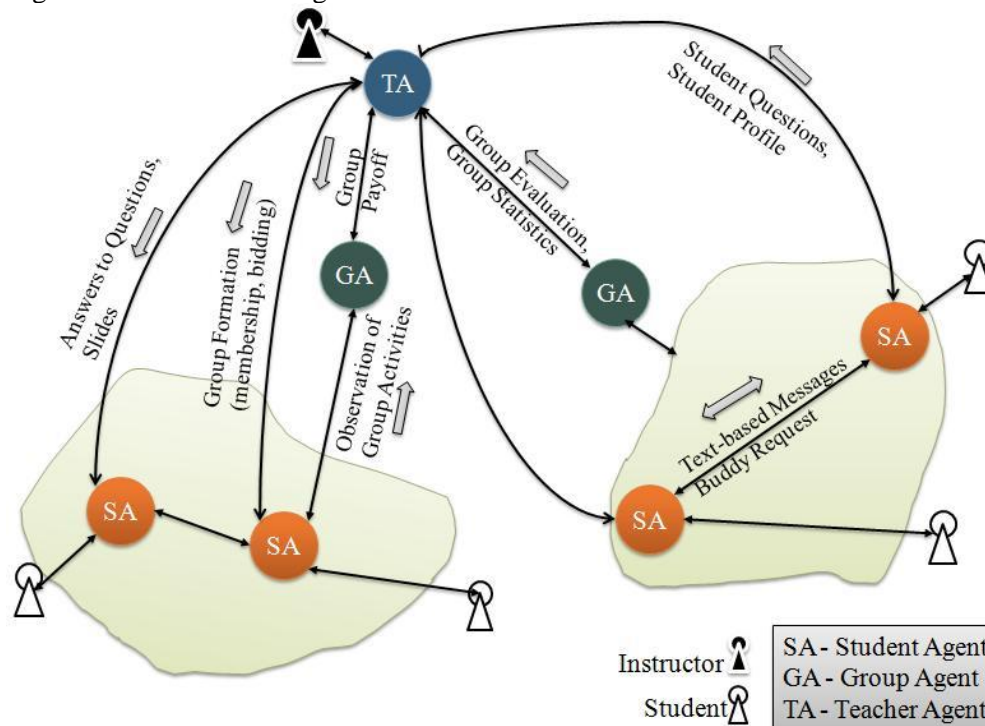 TA
Student Questions,
Student Profile
Answers to Questions,
Slides
Group Formation
(membership, bidding)
Group
Payoff
Group Evaluation,
Group Statistics
GA
GA
Observation of
Group Activities
SA
Text-based Messages
Buddy Request
SA
SA
SA
Instructor
Student
SA - Student Agent
GA - Group Agent
TA - Teacher Agent